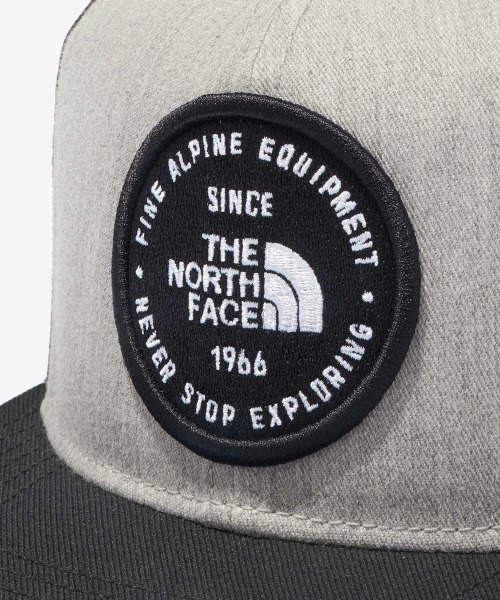 FINE ALPINE EQUIPMENT
SINCE
THE
NORTH
FACE
1966
NEVER STOP EXPLORING